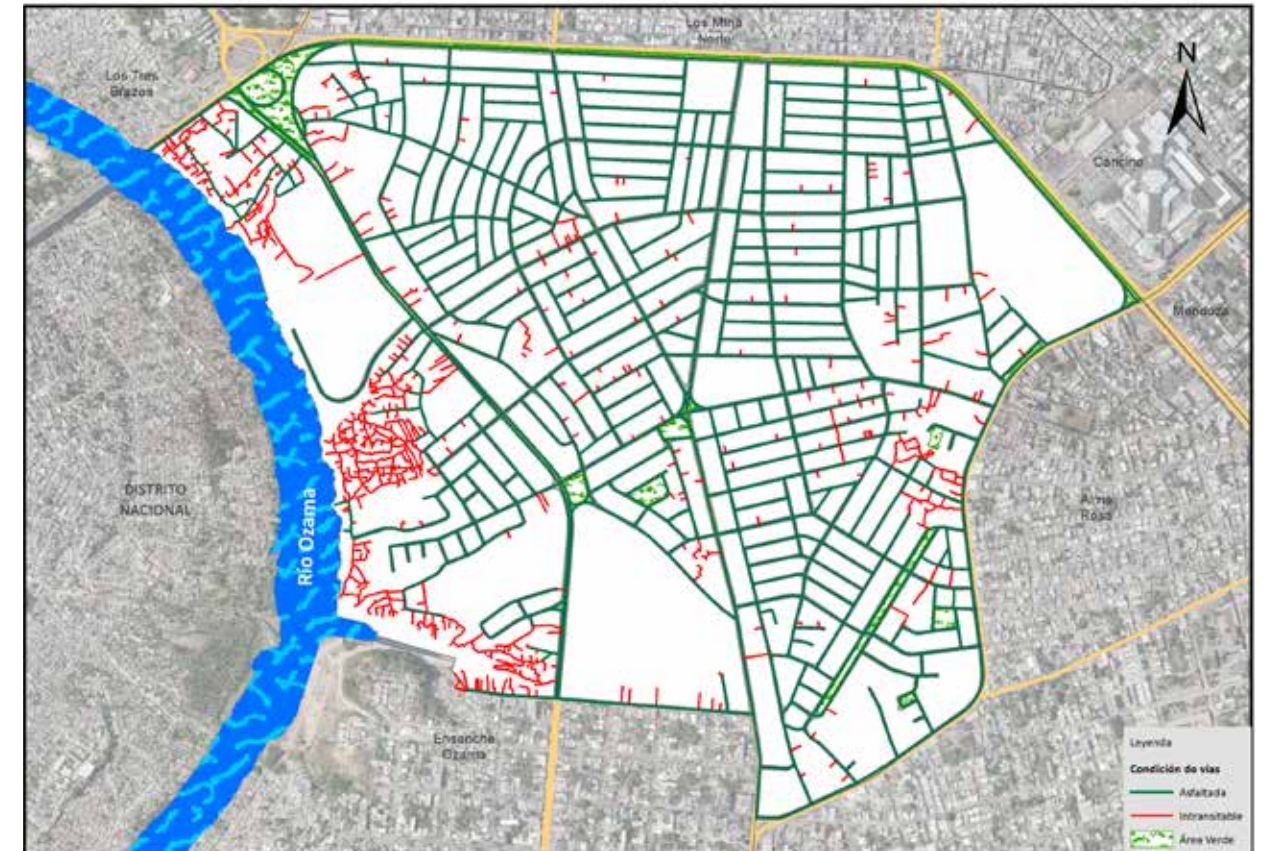 Los Mina
Norte
N
Los Tres
Brazos
Cancino
Mendoza
DISTRITO
NACIONAL
Río Ozama
Alma
Rosa
Ensanche
Ozama
Leyenda
Condición de vías
Asfaltada
Intransitable
Área Verde